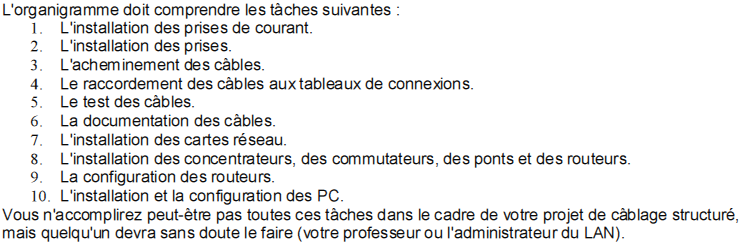 L'organigramme doit comprendre les tâches suivantes :
1. L'installation des prises de courant.
2. L'installation des prises.
3. L'acheminement des câbles.
4. Le raccordement des câbles aux tableaux de connexions.
5. Le test des câbles.
6. La documentation des câbles.
7. L'installation des cartes réseau.
8. L'installation des concentrateurs, des commutateurs, des ponts et des routeurs.
9. La configuration des routeurs.
10. L'installation et la configuration des PC.
Vous n'accomplirez peut-être pas toutes ces tâches dans le cadre de votre projet de câblage structuré,
mais quelqu'un devra sans doute le faire (votre professeur ou l'administrateur du LAN).